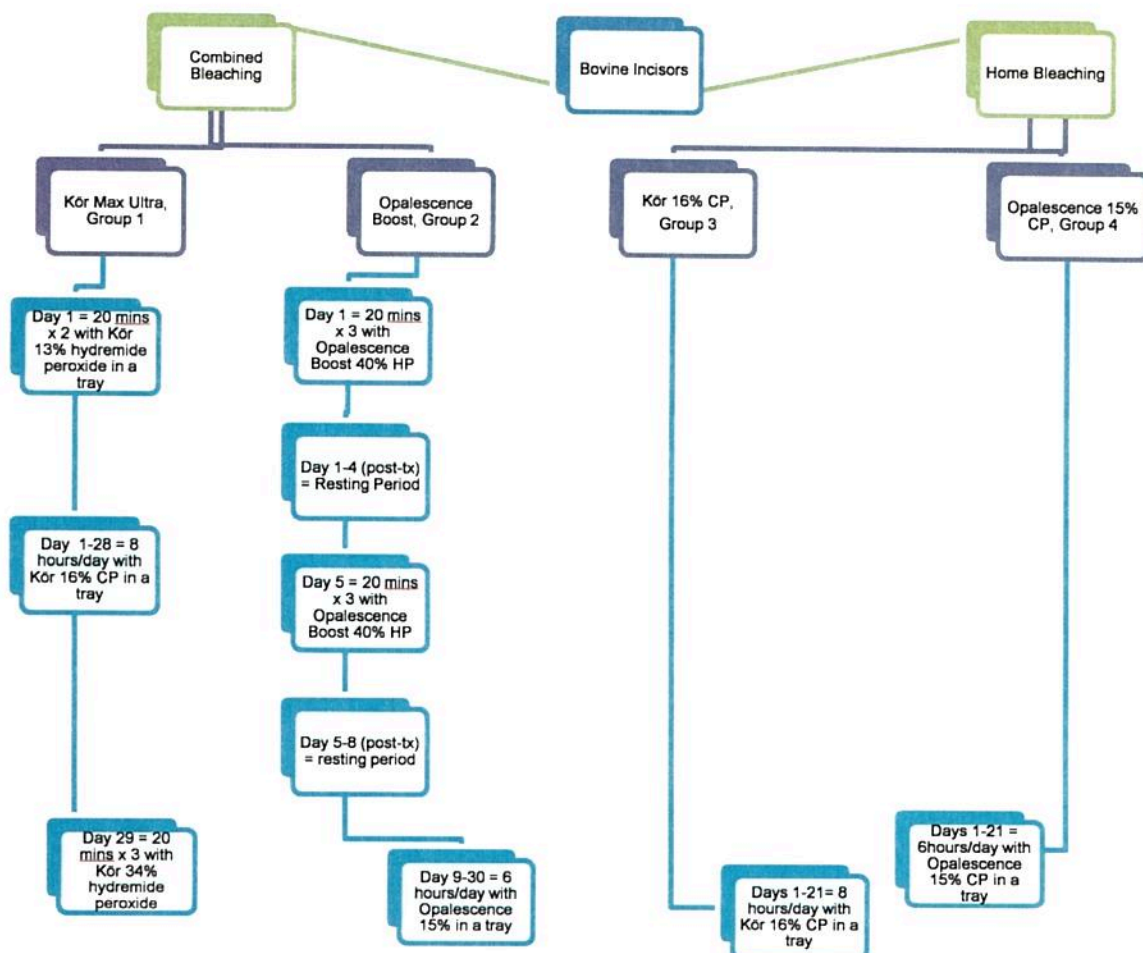 Combined
Bleaching
Bovine Incisors
Home Bleaching
Kör Max Ultra,
Group 1
Opalescence
Boost, Group 2
Kör 16% CP,
Group 3
Opalescence 15%
CP, Group 4
Day 1 = 20 mins
x 2 with Kör
13% hydremide
peroxide in a
tray
Day 1-28 = 8
hours/day with
Kör 16% CP in a
tray
Day 29 = 20
mins x 3 with
Kör 34%
hydremide
peroxide
Day 1 = 20 mins
x 3 with
Opalescence
Boost 40% HP
Day 1-4 (post-tx)
= Resting Period
Day 5 = 20 mins
x 3 with
Opalescence
Boost 40% HP
Day 5-8 (post-tx)
= resting period
Day 9-30 = 6
hours/day with
Opalescence
15% in a tray
Days 1-21= 8
hours/day with
Kör 16% CP in a
tray
Days 1-21 =
6hours/day with
Opalescence
15% CP in a tray